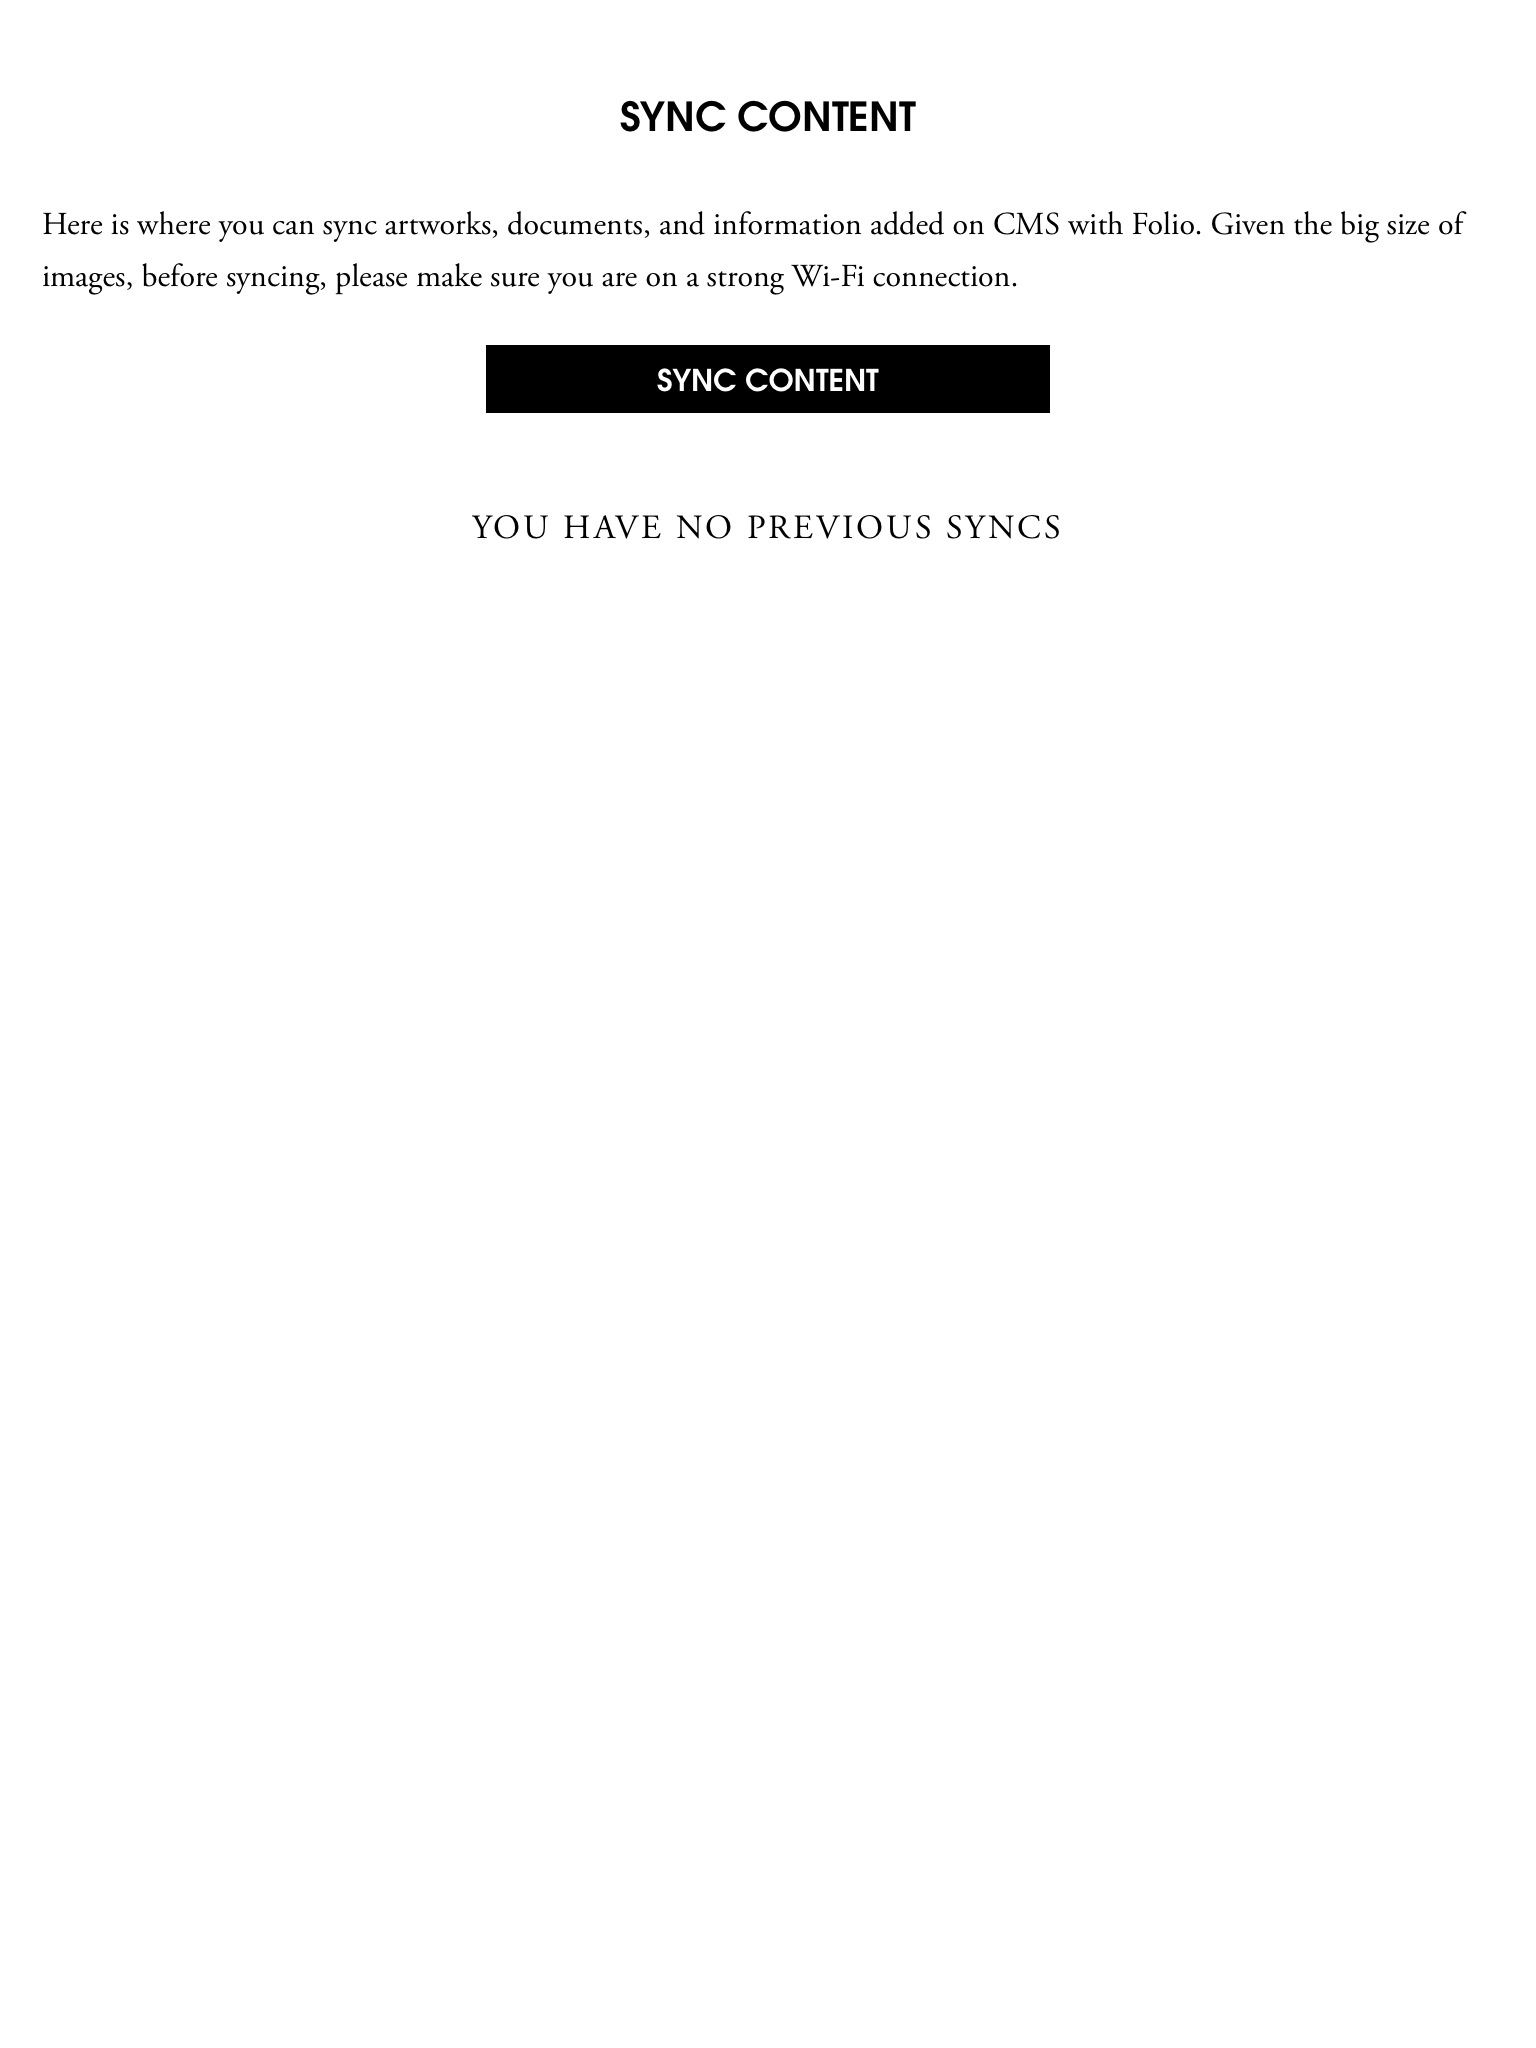 SYNC CONTENT
Here is where you can sync artworks, documents, and information added on CMS with Folio. Given the big size of
images, before syncing, please make sure you are on a strong Wi-Fi connection.
SYNC CONTENT
YOU HAVE NO PREVIOUS SYNCS